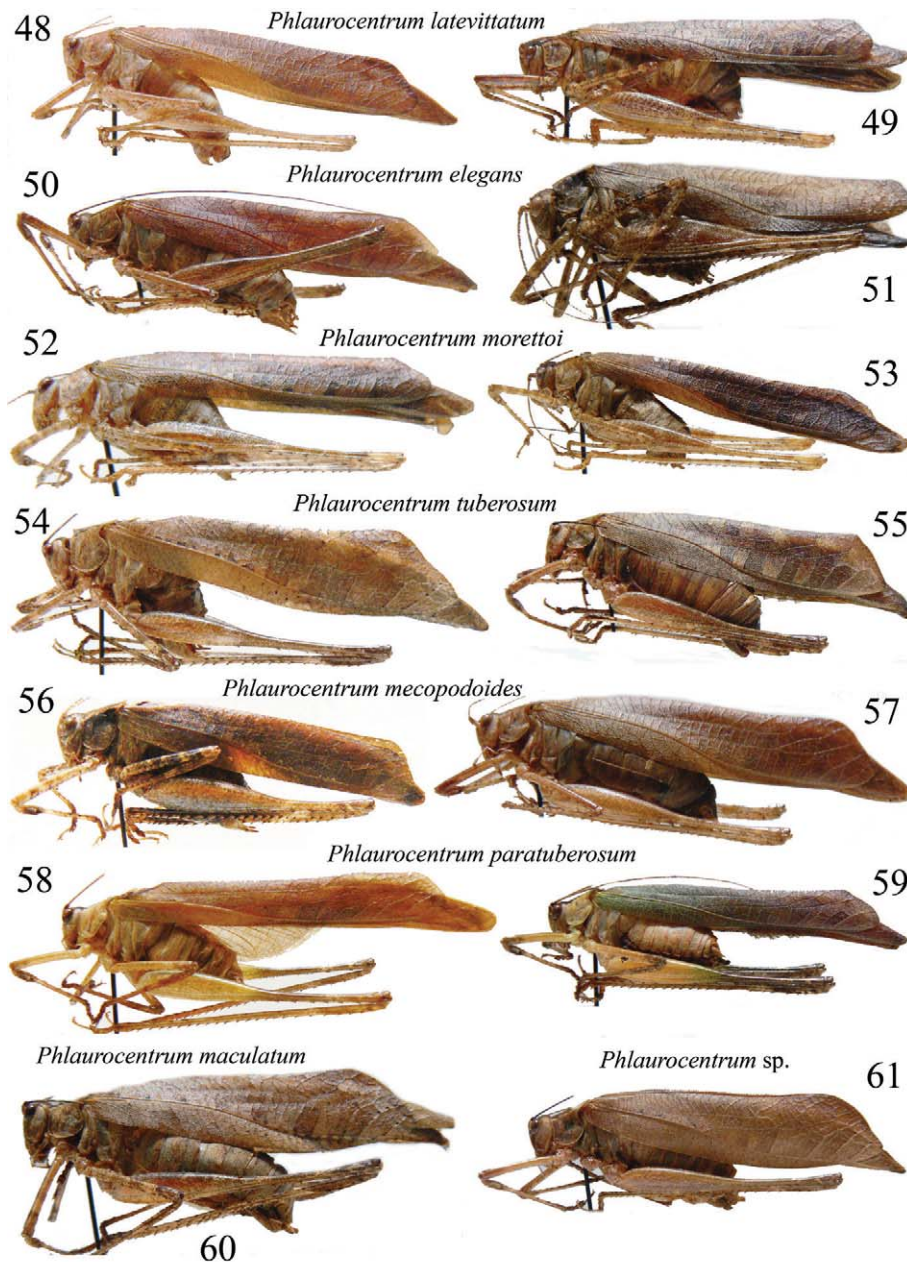 48
Phlaurocentrum latevittatum
49
50
Phlaurocentrum elegans
51
52
Phlaurocentrum morettoi
53
54
Phlaurocentrum tuberosum
55
56
Phlaurocentrum mecopodoides
57
58
Phlaurocentrum paratuberosum
59
Phlaurocentrum maculatum
60
Phlaurocentrum sp.
61